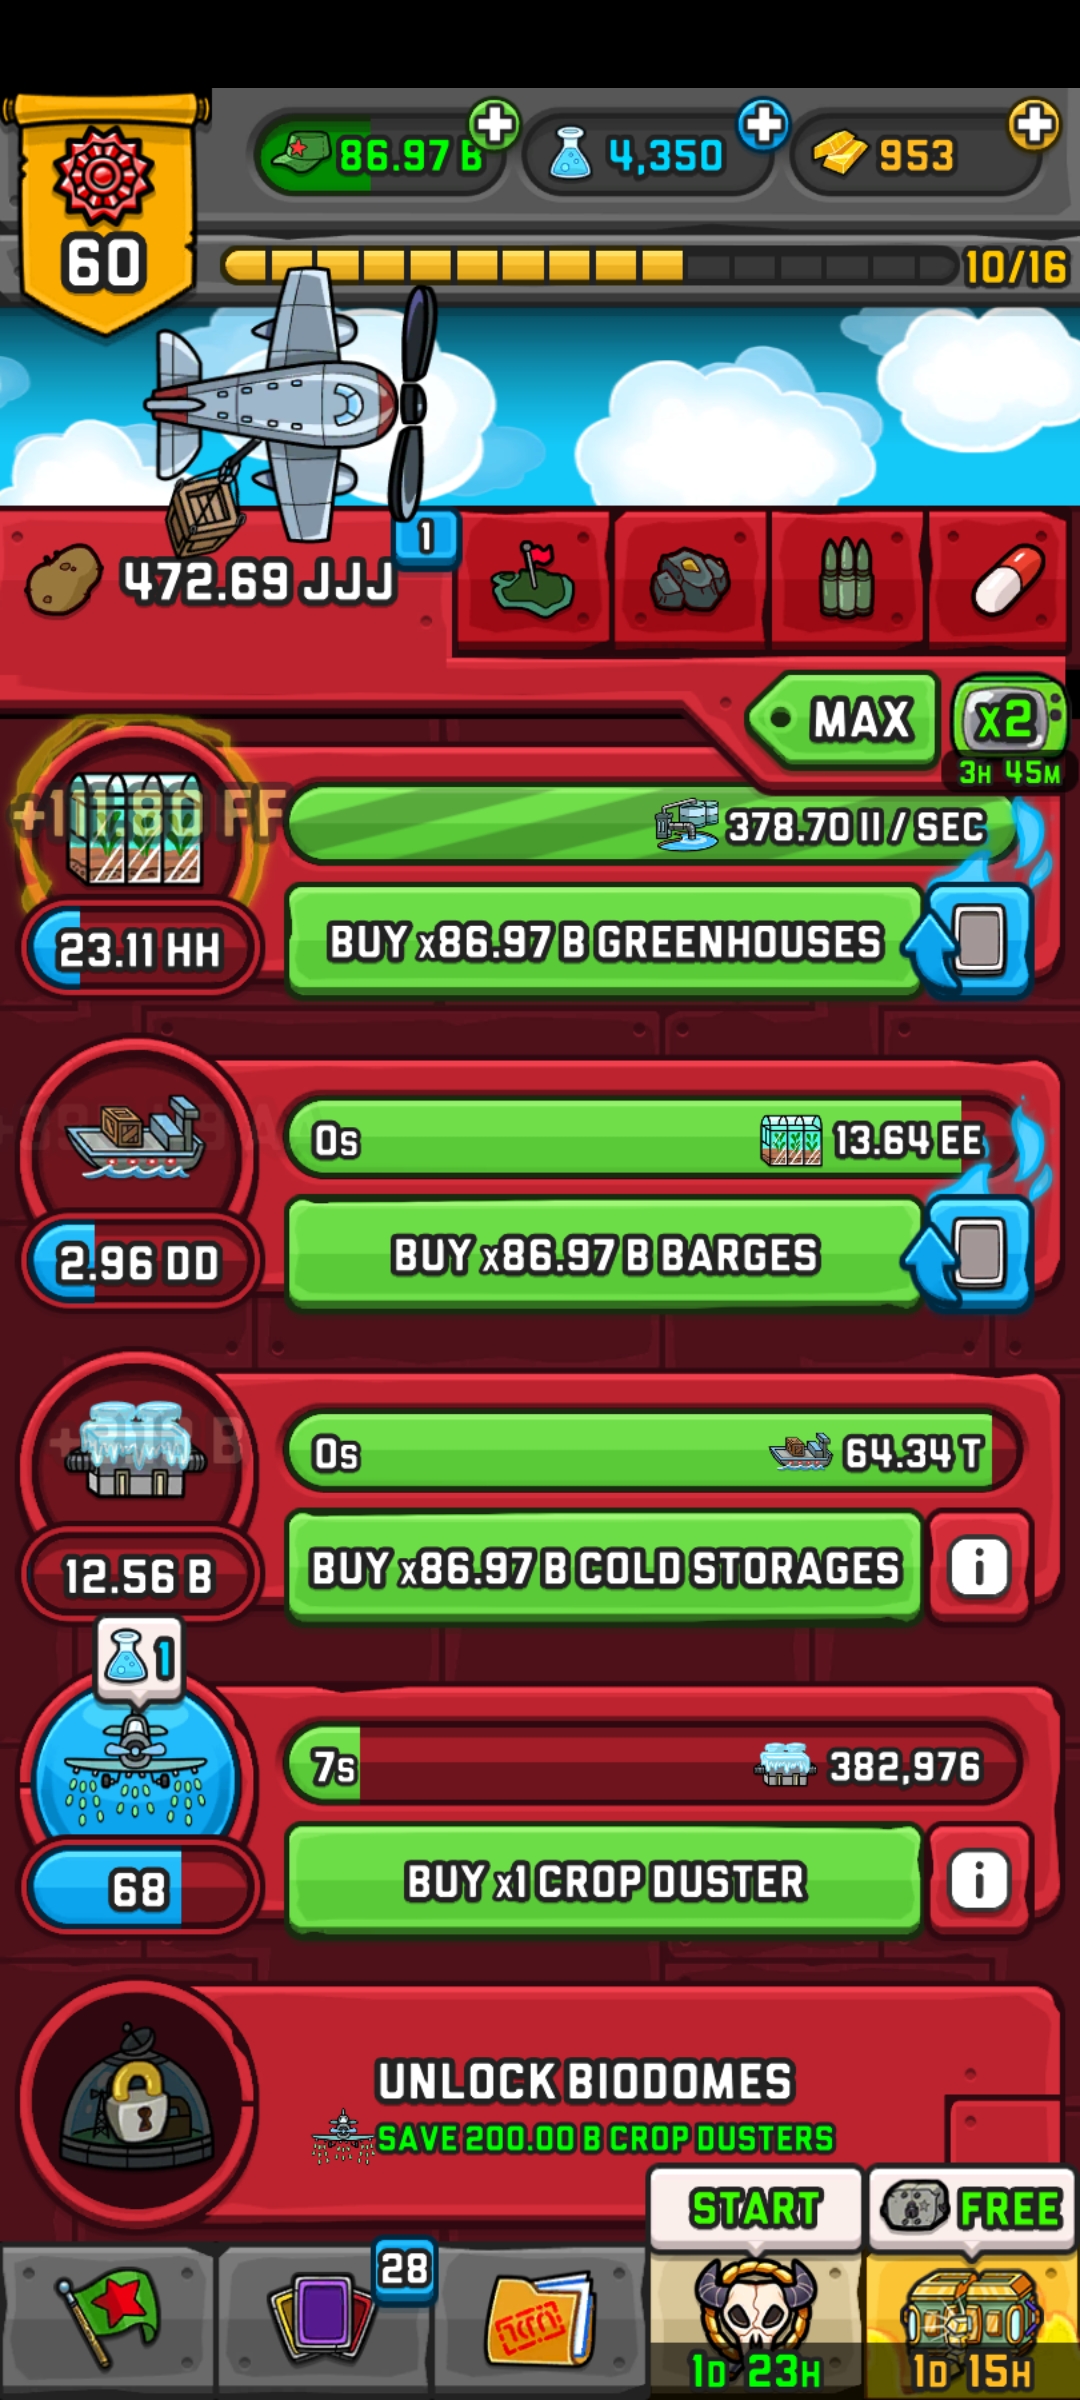 86.97 B
4,350
953
60
10/16
472.69 JJJ
1
MAX
x2
3H 45M
+111.80 FF
378.70 II / SEC
23.11 HH
BUY x86.97 B GREENHOUSES
0s
13.64 EE
2.96 DD
BUY x86.97 B BARGES
0s
64.34 T
12.56 B
BUY x86.97 B COLD STORAGES
1
7s
382,976
68
BUY x1 CROP DUSTER
UNLOCK BIODOMES
SAVE 200.00 B CROP DUSTERS
START
FREE
28
1D 23H
1D 15H